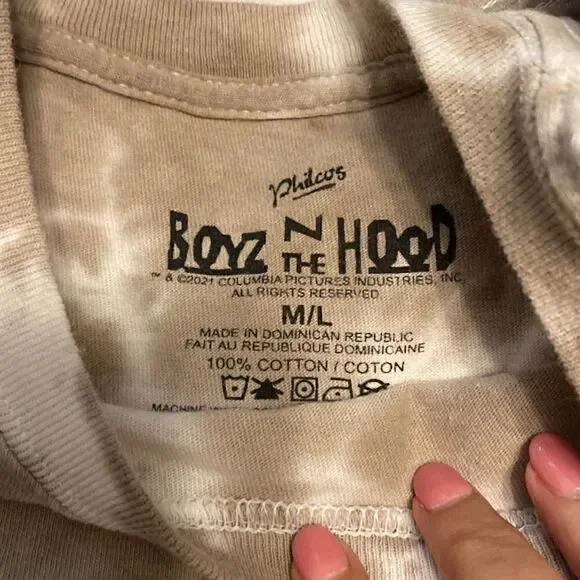 Philcos
BOYZ N THE HOOD
™ & ©2021 COLUMBIA PICTURES INDUSTRIES, INC.
ALL RIGHTS RESERVED
M/L
MADE IN DOMINICAN REPUBLIC
FAIT AU REPUBLIQUE DOMINICAINE
100% COTTON / COTON
MACHINE